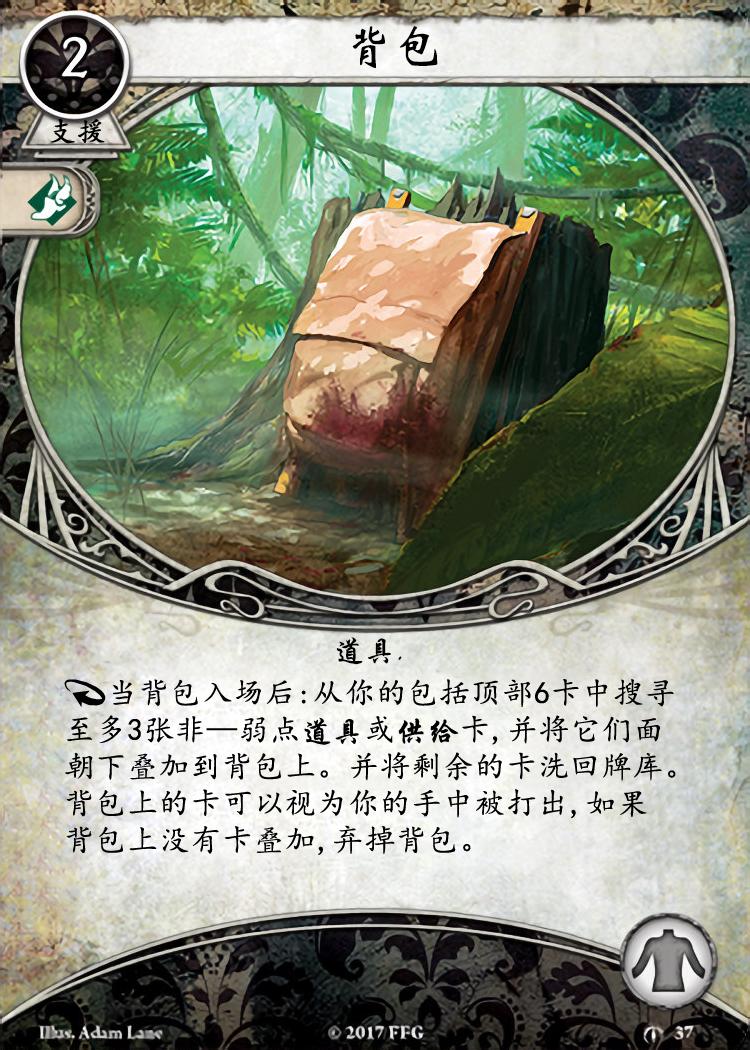 背包
2
支援
道具.
当背包入场后:从你的包括顶部6卡中搜寻
至多3张非—弱点道具或供给卡,并将它们面
朝下叠加到背包上。并将剩余的卡洗回牌库。
背包上的卡可以视为你的手中被打出,如果
背包上没有卡叠加,弃掉背包。
Illus. Adam Lane
© 2017 FFG
37